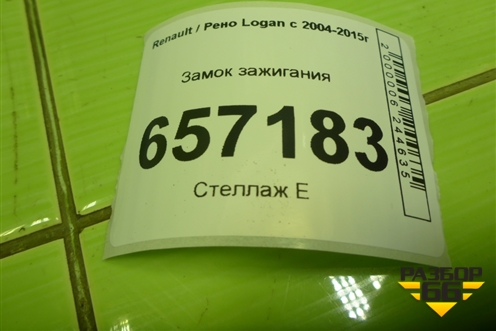 Renault / Рено Logan с 2004-2015г
Замок зажигания
657183
Стеллаж Е
2000006244635
РАЗБОР
66